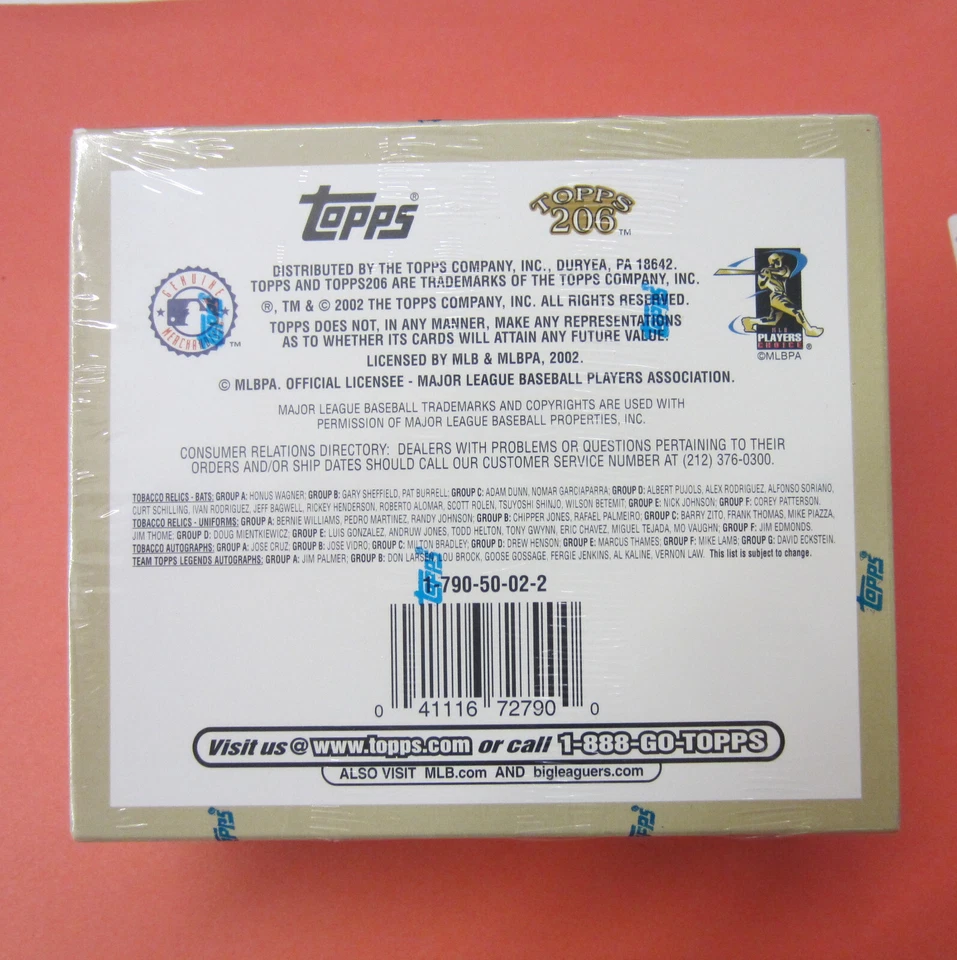 TOPPS®
TOPPS
206™
DISTRIBUTED BY THE TOPPS COMPANY, INC., DURYEA, PA 18642.
TOPPS AND TOPPS206 ARE TRADEMARKS OF THE TOPPS COMPANY, INC.
®, TM & © 2002 THE TOPPS COMPANY, INC. ALL RIGHTS RESERVED.
TOPPS DOES NOT, IN ANY MANNER, MAKE ANY REPRESENTATIONS
AS TO WHETHER ITS CARDS WILL ATTAIN ANY FUTURE VALUE.
LICENSED BY MLB & MLBPA, 2002.
© MLBPA. OFFICIAL LICENSEE - MAJOR LEAGUE BASEBALL PLAYERS ASSOCIATION.
GENUINE
MERCHANDISE
™
MLB
PLAYERS
CHOICE®
©MLBPA
MAJOR LEAGUE BASEBALL TRADEMARKS AND COPYRIGHTS ARE USED WITH
PERMISSION OF MAJOR LEAGUE BASEBALL PROPERTIES, INC.
CONSUMER RELATIONS DIRECTORY: DEALERS WITH PROBLEMS OR QUESTIONS PERTAINING TO THEIR
ORDERS AND/OR SHIP DATES SHOULD CALL OUR CUSTOMER SERVICE NUMBER AT (212) 376-0300.
TOBACCO RELICS - BATS: GROUP A: HONUS WAGNER; GROUP B: GARY SHEFFIELD, PAT BURRELL; GROUP C: ADAM DUNN, NOMAR GARCIAPARRA; GROUP D: ALBERT PUJOLS, ALEX RODRIGUEZ, ALFONSO SORIANO,
CURT SCHILLING, IVAN RODRIGUEZ, JEFF BAGWELL, RICKEY HENDERSON, ROBERTO ALOMAR, SCOTT ROLEN, TSUYOSHI SHINJO, WILSON BETEMIT; GROUP E: NICK JOHNSON; GROUP F: COREY PATTERSON.
TOBACCO RELICS - UNIFORMS: GROUP A: BERNIE WILLIAMS, PEDRO MARTINEZ, RANDY JOHNSON; GROUP B: CHIPPER JONES, RAFAEL PALMEIRO; GROUP C: BARRY ZITO, FRANK THOMAS, MIKE PIAZZA,
JIM THOME; GROUP D: DOUG MIENTKIEWICZ; GROUP E: LUIS GONZALEZ, ANDRUW JONES, TODD HELTON, TONY GWYNN, ERIC CHAVEZ, MIGUEL TEJADA, MO VAUGHN; GROUP F: JIM EDMONDS.
TOBACCO AUTOGRAPHS: GROUP A: JOSE CRUZ; GROUP B: JOSE VIDRO; GROUP C: MILTON BRADLEY; GROUP D: DREW HENSON; GROUP E: MARCUS THAMES; GROUP F: MIKE LAMB; GROUP G: DAVID ECKSTEIN.
TEAM TOPPS LEGENDS AUTOGRAPHS: GROUP A: JIM PALMER; GROUP B: DON LARSEN, LOU BROCK, GOOSE GOSSAGE, FERGIE JENKINS, AL KALINE, VERNON LAW. This list is subject to change.
1-790-50-02-2
0 41116 72790 0
Visit us @ www.topps.com or call 1-888-GO-TOPPS
ALSO VISIT MLB.com AND bigleaguers.com
TOPPS
TOPPS
TOPPS
TOPPS